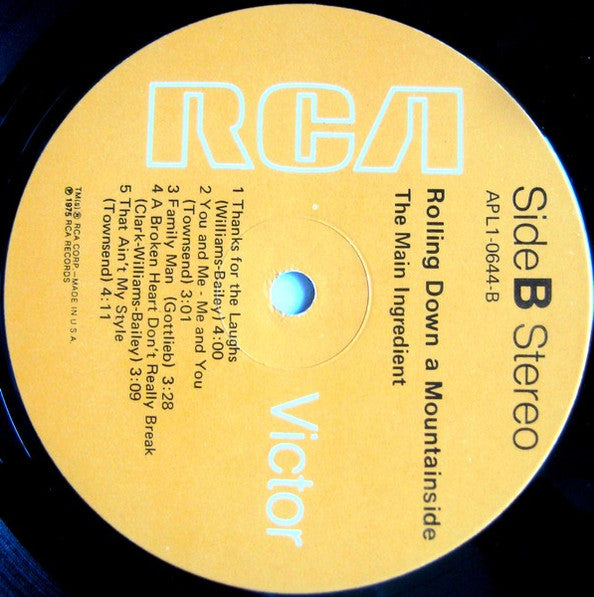 RCA
Victor
Side B Stereo
APL1-0644-B
Rolling Down a Mountainside
The Main Ingredient
1 Thanks for the Laughs
(Williams-Bailey) 4:00
2 You and Me - Me and You
(Townsend) 3:01
3 Family Man (Gottlieb) 3:28
4 A Broken Heart Don't Really Break
(Clark-Williams-Bailey) 3:09
5 That Ain't My Style
(Townsend) 4:11
TM(s) ® RCA CORP.—MADE IN U.S.A.
℗ 1975 RCA RECORDS